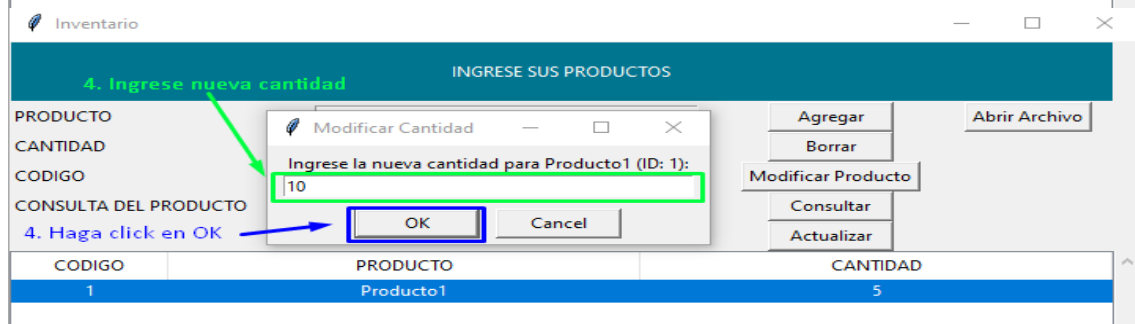 Inventario
INGRESE SUS PRODUCTOS
4. Ingrese nueva cantidad
PRODUCTO
Agregar
Abrir Archivo
Modificar Cantidad
CANTIDAD
Borrar
Ingrese la nueva cantidad para Producto1 (ID: 1):
CODIGO
10
Modificar Producto
CONSULTA DEL PRODUCTO
Consultar
OK
Cancel
4. Haga click en OK
Actualizar
CODIGO PRODUCTO CANTIDAD
1 Producto1 5